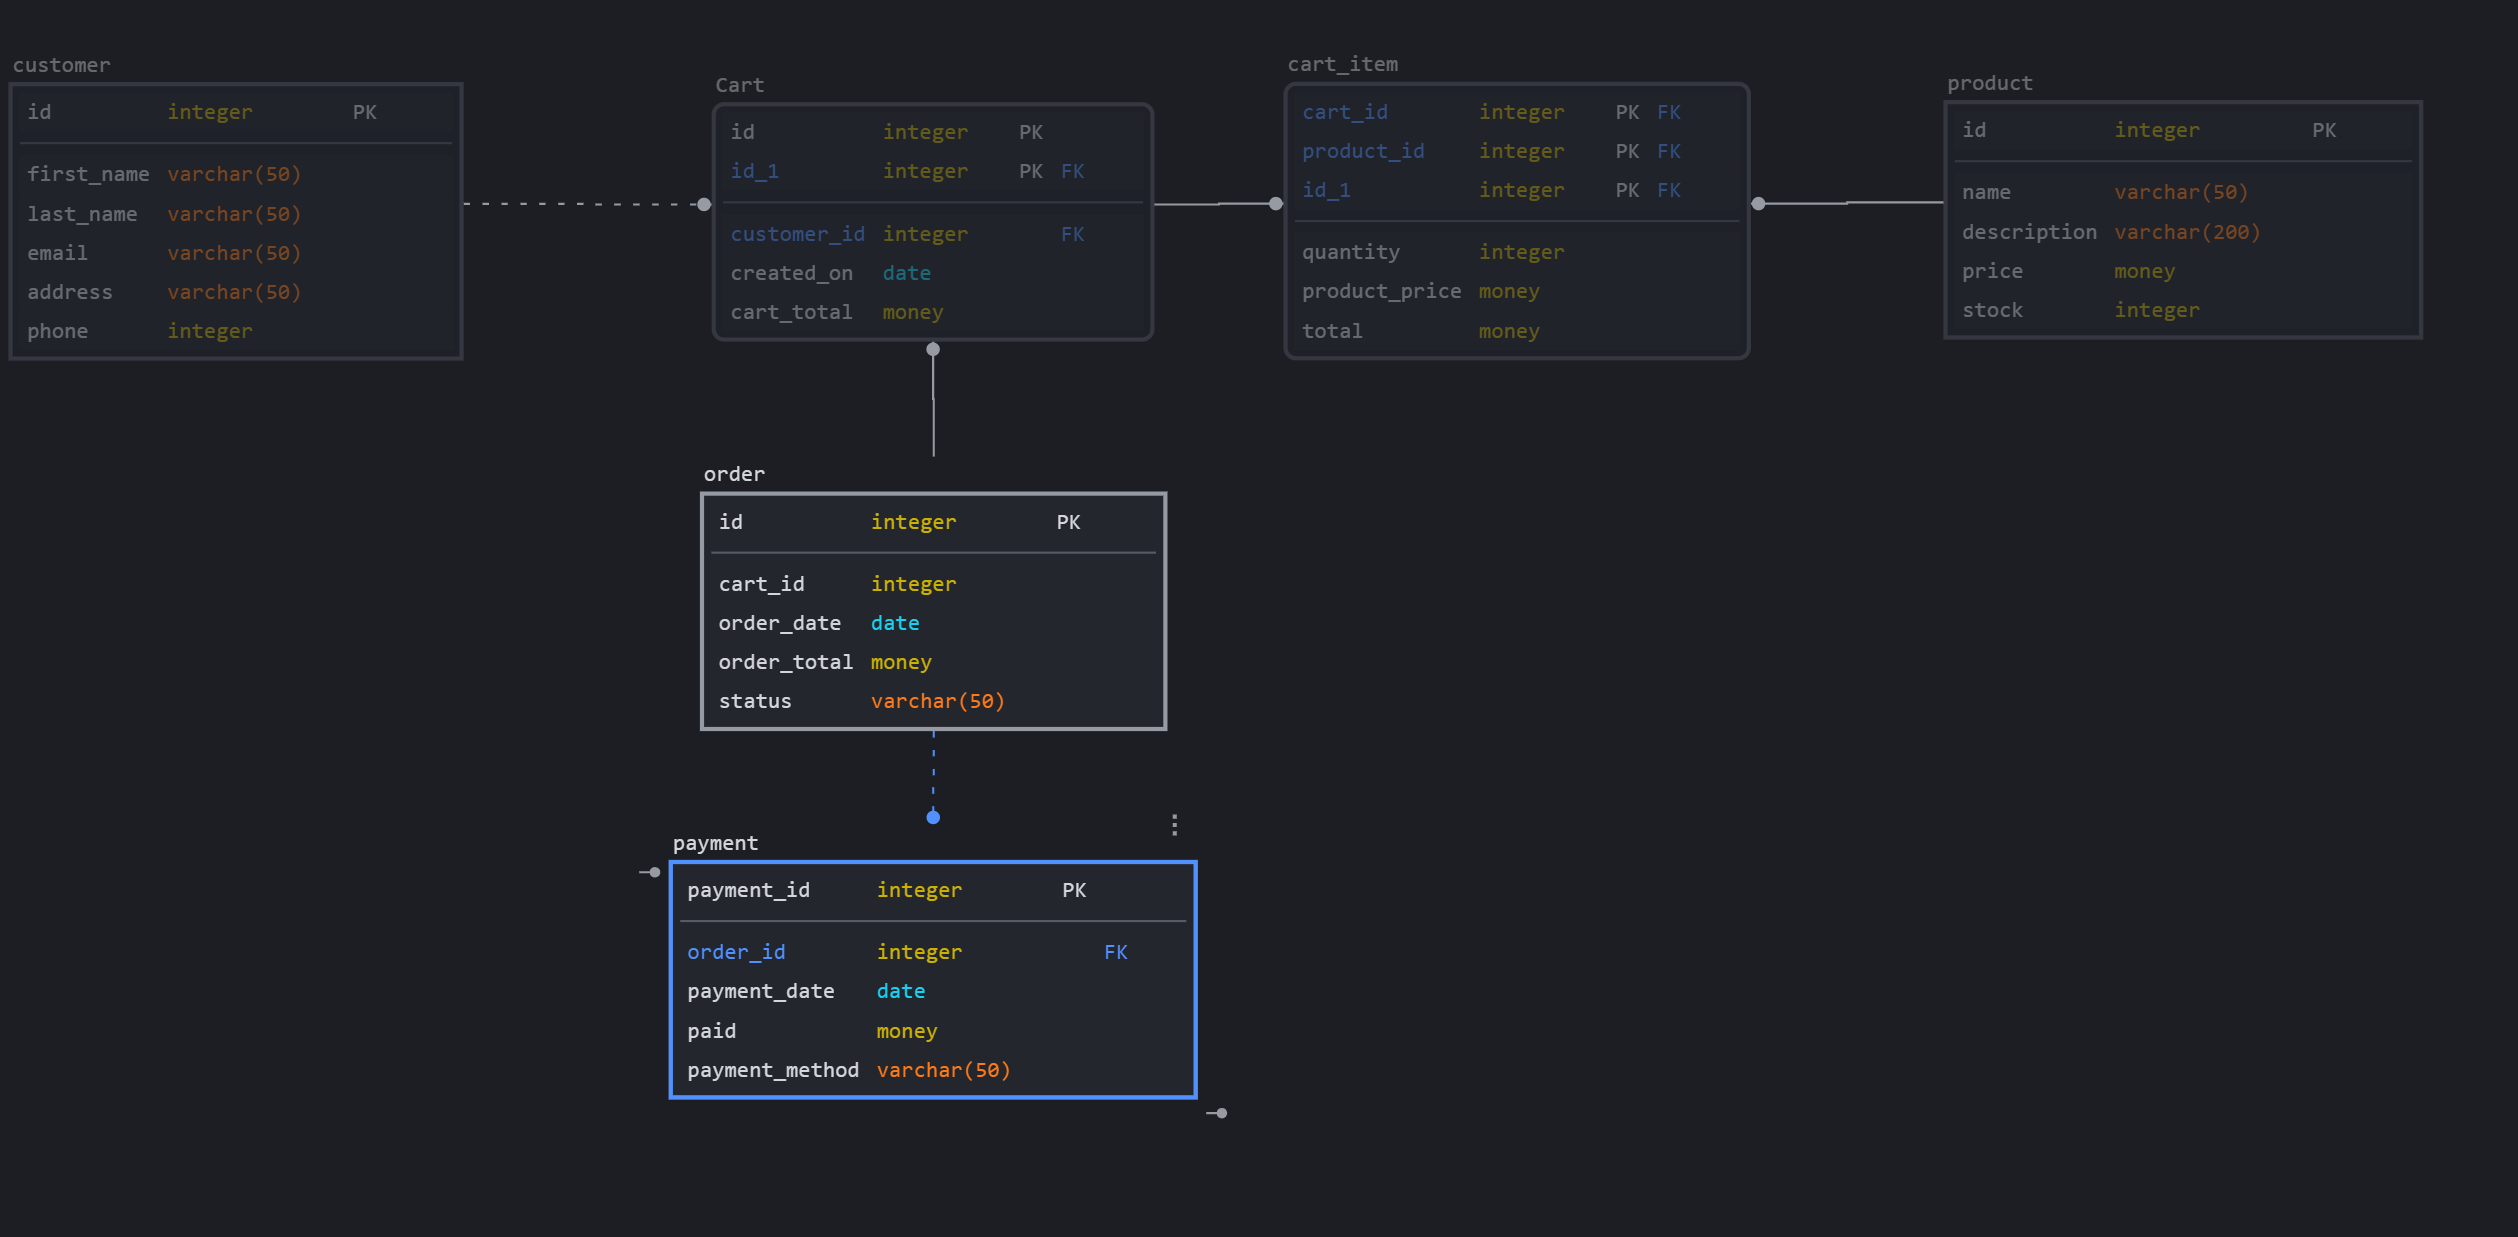 customer
id integer PK
first_name varchar(50)
last_name varchar(50)
email varchar(50)
address varchar(50)
phone integer
Cart
id integer PK
id_1 integer PK FK
customer_id integer FK
created_on date
cart_total money
cart_item
cart_id integer PK FK
product_id integer PK FK
id_1 integer PK FK
quantity integer
product_price money
total money
product
id integer PK
name varchar(50)
description varchar(200)
price money
stock integer
order
id integer PK
cart_id integer
order_date date
order_total money
status varchar(50)
payment
payment_id integer PK
order_id integer FK
payment_date date
paid money
payment_method varchar(50)